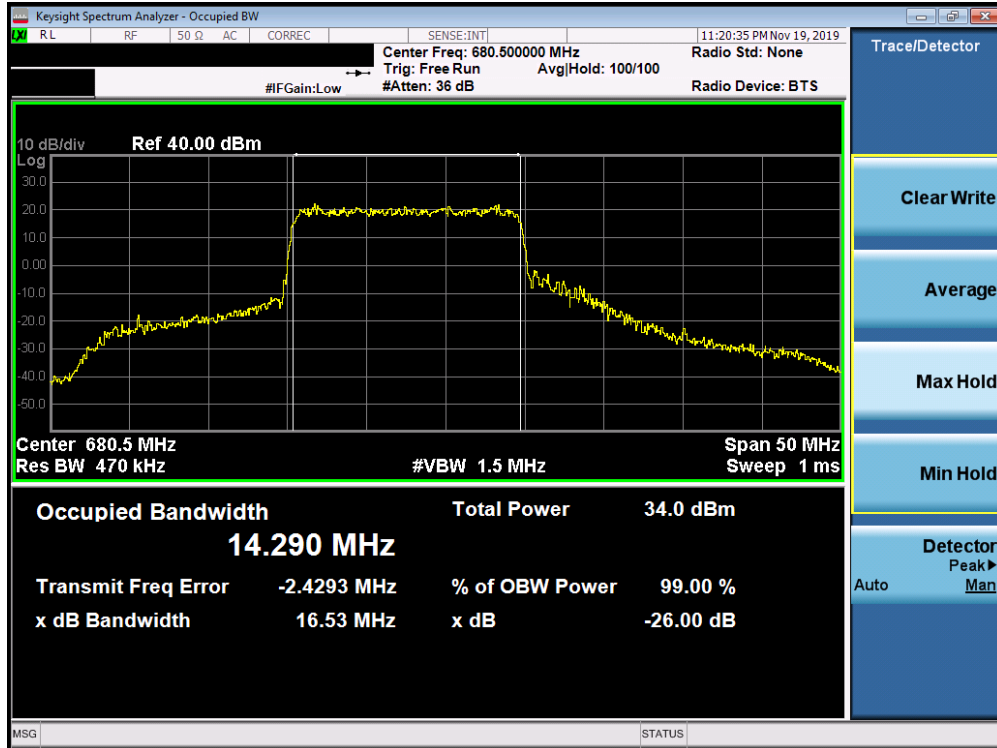 Keysight Spectrum Analyzer - Occupied BW
LXI RL RF 50 Ω AC CORREC SENSE:INT 11:20:35 PM Nov 19, 2019
Center Freq: 680.500000 MHz Radio Std: None
Trig: Free Run Avg|Hold: 100/100
#IFGain:Low #Atten: 36 dB Radio Device: BTS
10 dB/div Ref 40.00 dBm
Log
30.0
20.0
10.0
0.00
-10.0
-20.0
-30.0
-40.0
-50.0
Center 680.5 MHz Span 50 MHz
Res BW 470 kHz #VBW 1.5 MHz Sweep 1 ms
Occupied Bandwidth Total Power 34.0 dBm
14.290 MHz
Transmit Freq Error -2.4293 MHz % of OBW Power 99.00 %
x dB Bandwidth 16.53 MHz x dB -26.00 dB
MSG STATUS
Trace/Detector
Clear Write
Average
Max Hold
Min Hold
Detector
Peak▶
Auto Man